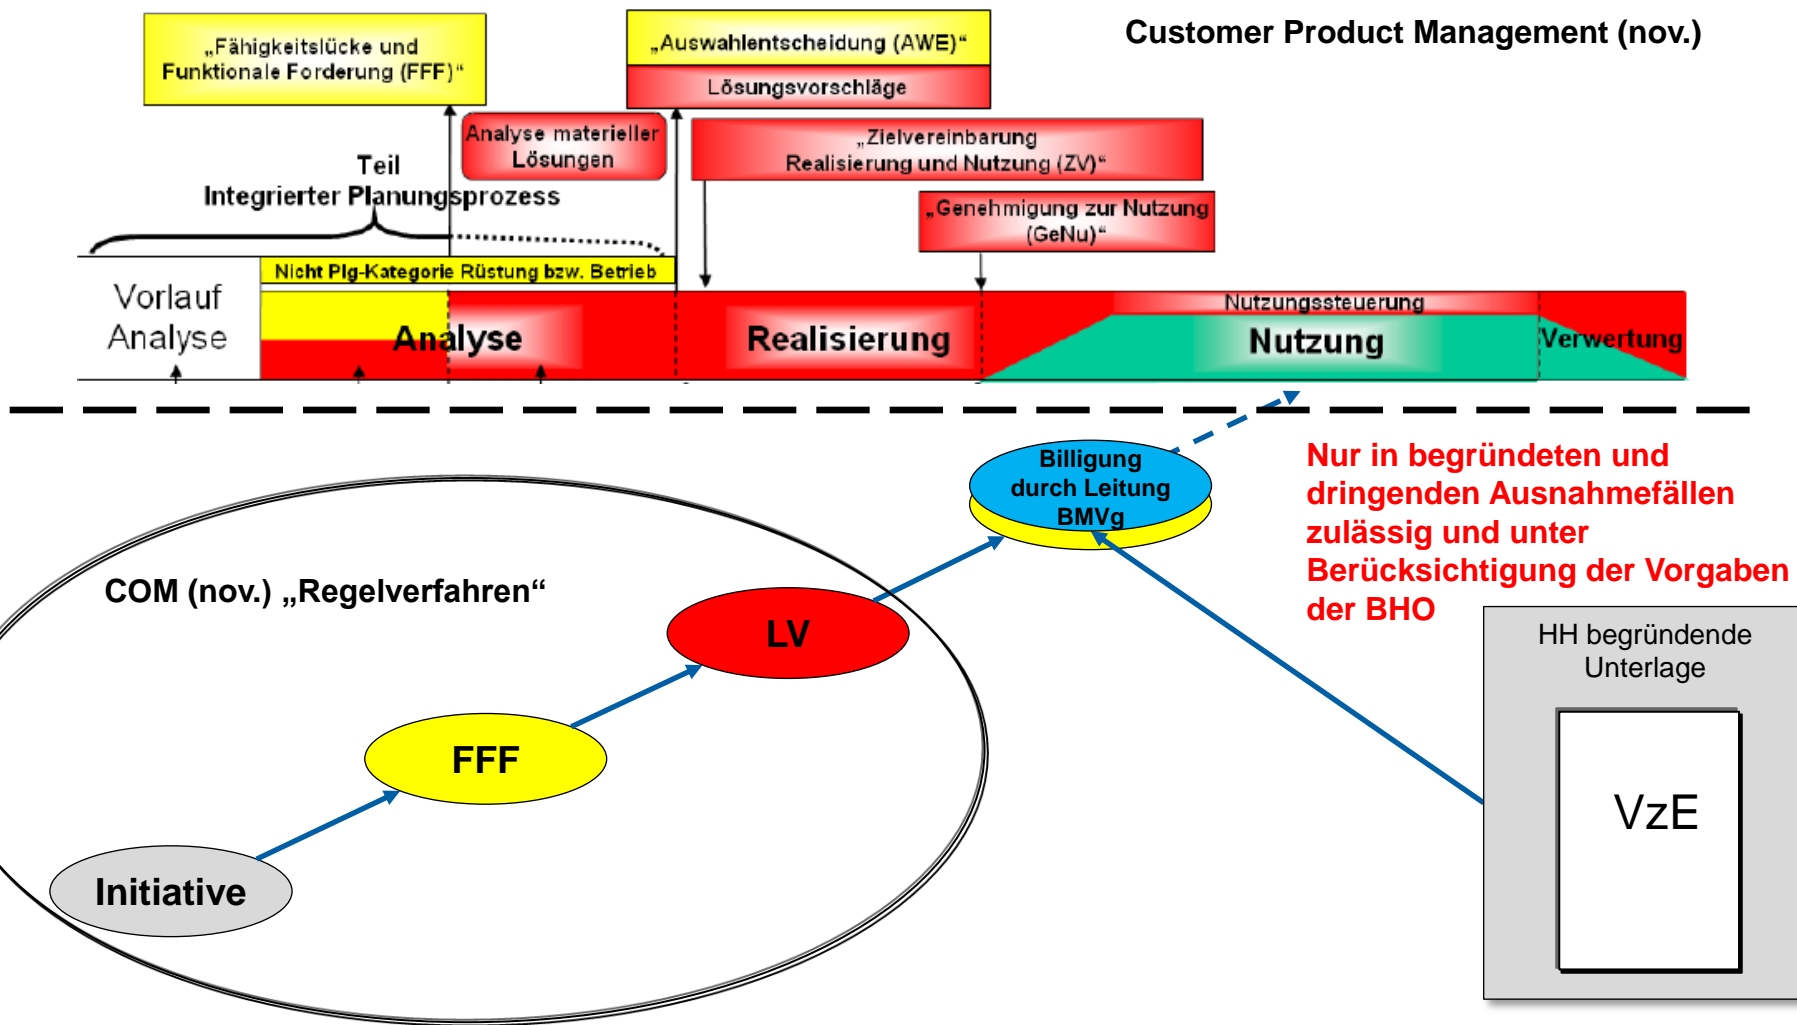 Customer Product Management (nov.)
„Fähigkeitslücke und
Funktionale Forderung (FFF)“
„Auswahlentscheidung (AWE)“
Lösungsvorschläge
Analyse materieller
Lösungen
„Zielvereinbarung
Realisierung und Nutzung (ZV)“
Teil
Integrierter Planungsprozess
„Genehmigung zur Nutzung
(GeNu)“
Nicht Plg-Kategorie Rüstung bzw. Betrieb
Vorlauf
Analyse
Analyse
Realisierung
Nutzungssteuerung
Nutzung
Verwertung
Billigung
durch Leitung
BMVg
Nur in begründeten und
dringenden Ausnahmefällen
zulässig und unter
Berücksichtigung der Vorgaben
der BHO
COM (nov.) „Regelverfahren“
LV
FFF
Initiative
HH begründende
Unterlage
VzE